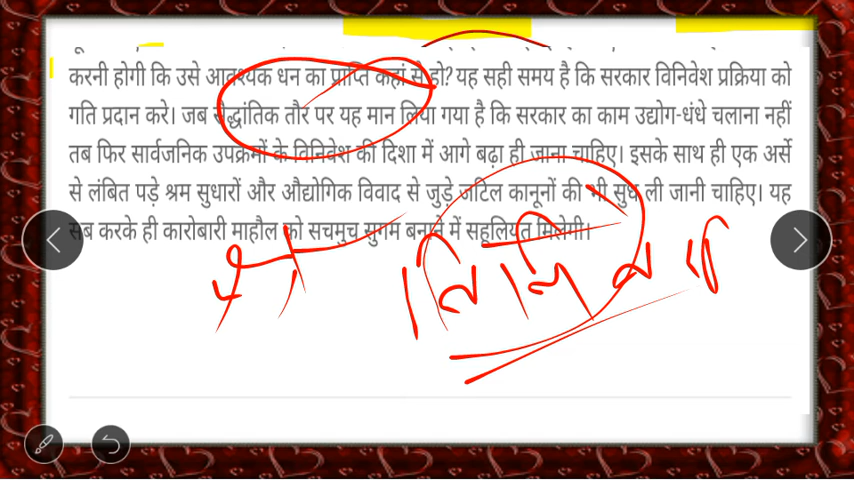 करनी होगी कि उसे आवश्यक धन का प्राप्ति कहां से हो? यह सही समय है कि सरकार विनिवेश प्रक्रिया को
गति प्रदान करे। जब सैद्धांतिक तौर पर यह मान लिया गया है कि सरकार का काम उद्योग-धंधे चलाना नहीं
तब फिर सार्वजनिक उपक्रमों के विनिवेश की दिशा में आगे बढ़ा ही जाना चाहिए। इसके साथ ही एक अर्से
से लंबित पड़े श्रम सुधारों और औद्योगिक विवाद से जुड़े जटिल कानूनों की भी सुध ली जानी चाहिए। यह
सब करके ही कारोबारी माहौल को सचमुच सुगम बनाने में सहूलियत मिलेगी।